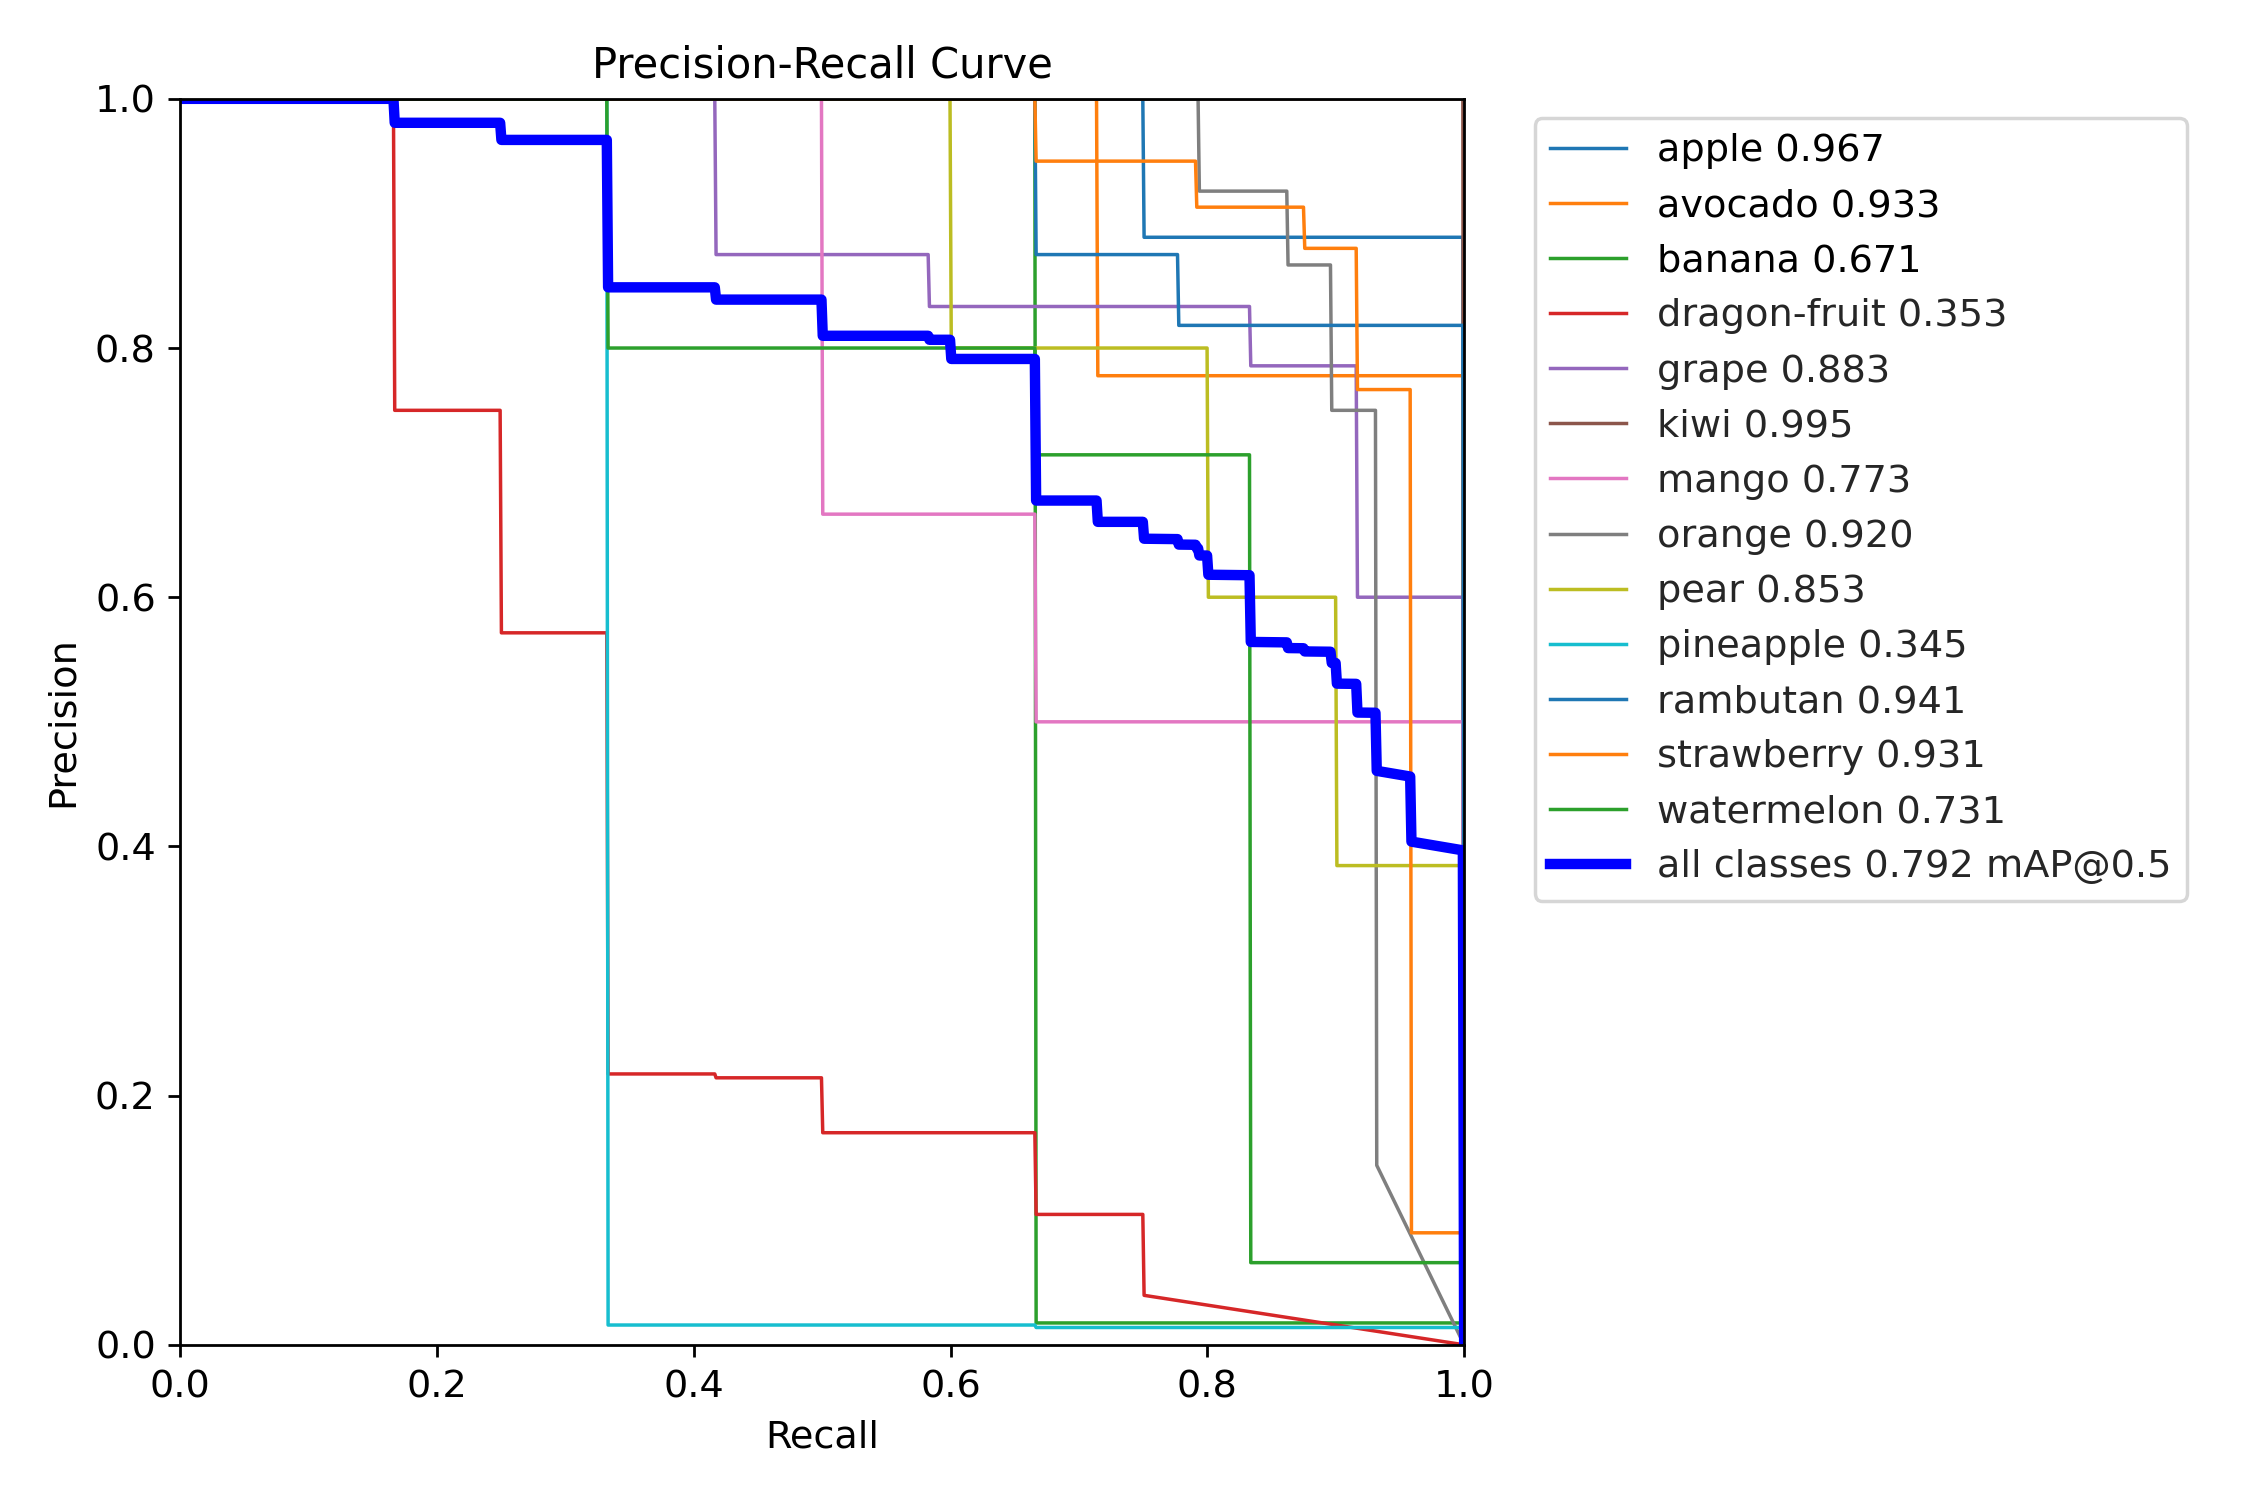 Precision-Recall Curve
1.0
0.8
0.6
0.4
0.2
0.0
Precision
0.0 0.2 0.4 0.6 0.8 1.0
Recall
apple 0.967
avocado 0.933
banana 0.671
dragon-fruit 0.353
grape 0.883
kiwi 0.995
mango 0.773
orange 0.920
pear 0.853
pineapple 0.345
rambutan 0.941
strawberry 0.931
watermelon 0.731
all classes 0.792 mAP@0.5